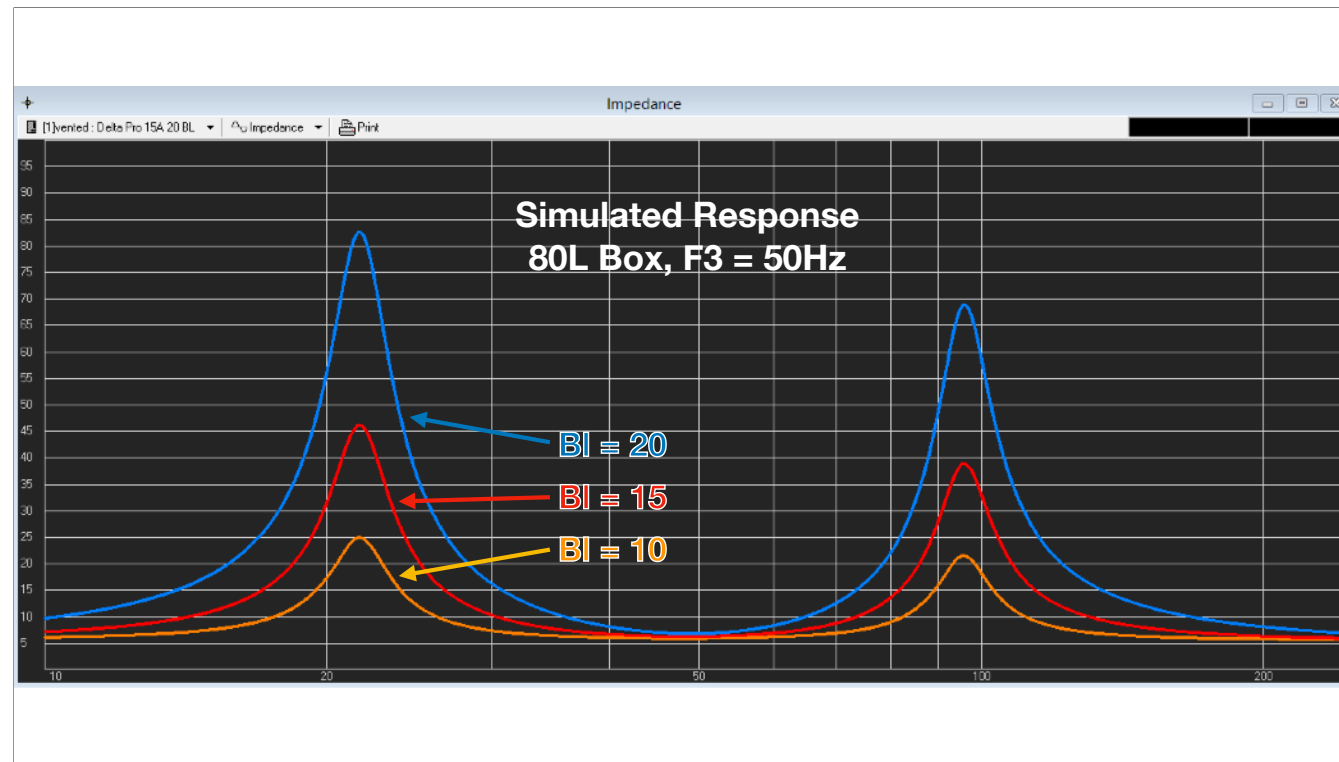 Impedance
[1]vented : Delta Pro 15A 20 BL Impedance Print
Simulated Response
80L Box, F3 = 50Hz
95
90
85
80
75
70
65
60
55
50
45
40
35
30
25
20
15
10
5
Bl = 20
Bl = 15
Bl = 10
10 20 50 100 200